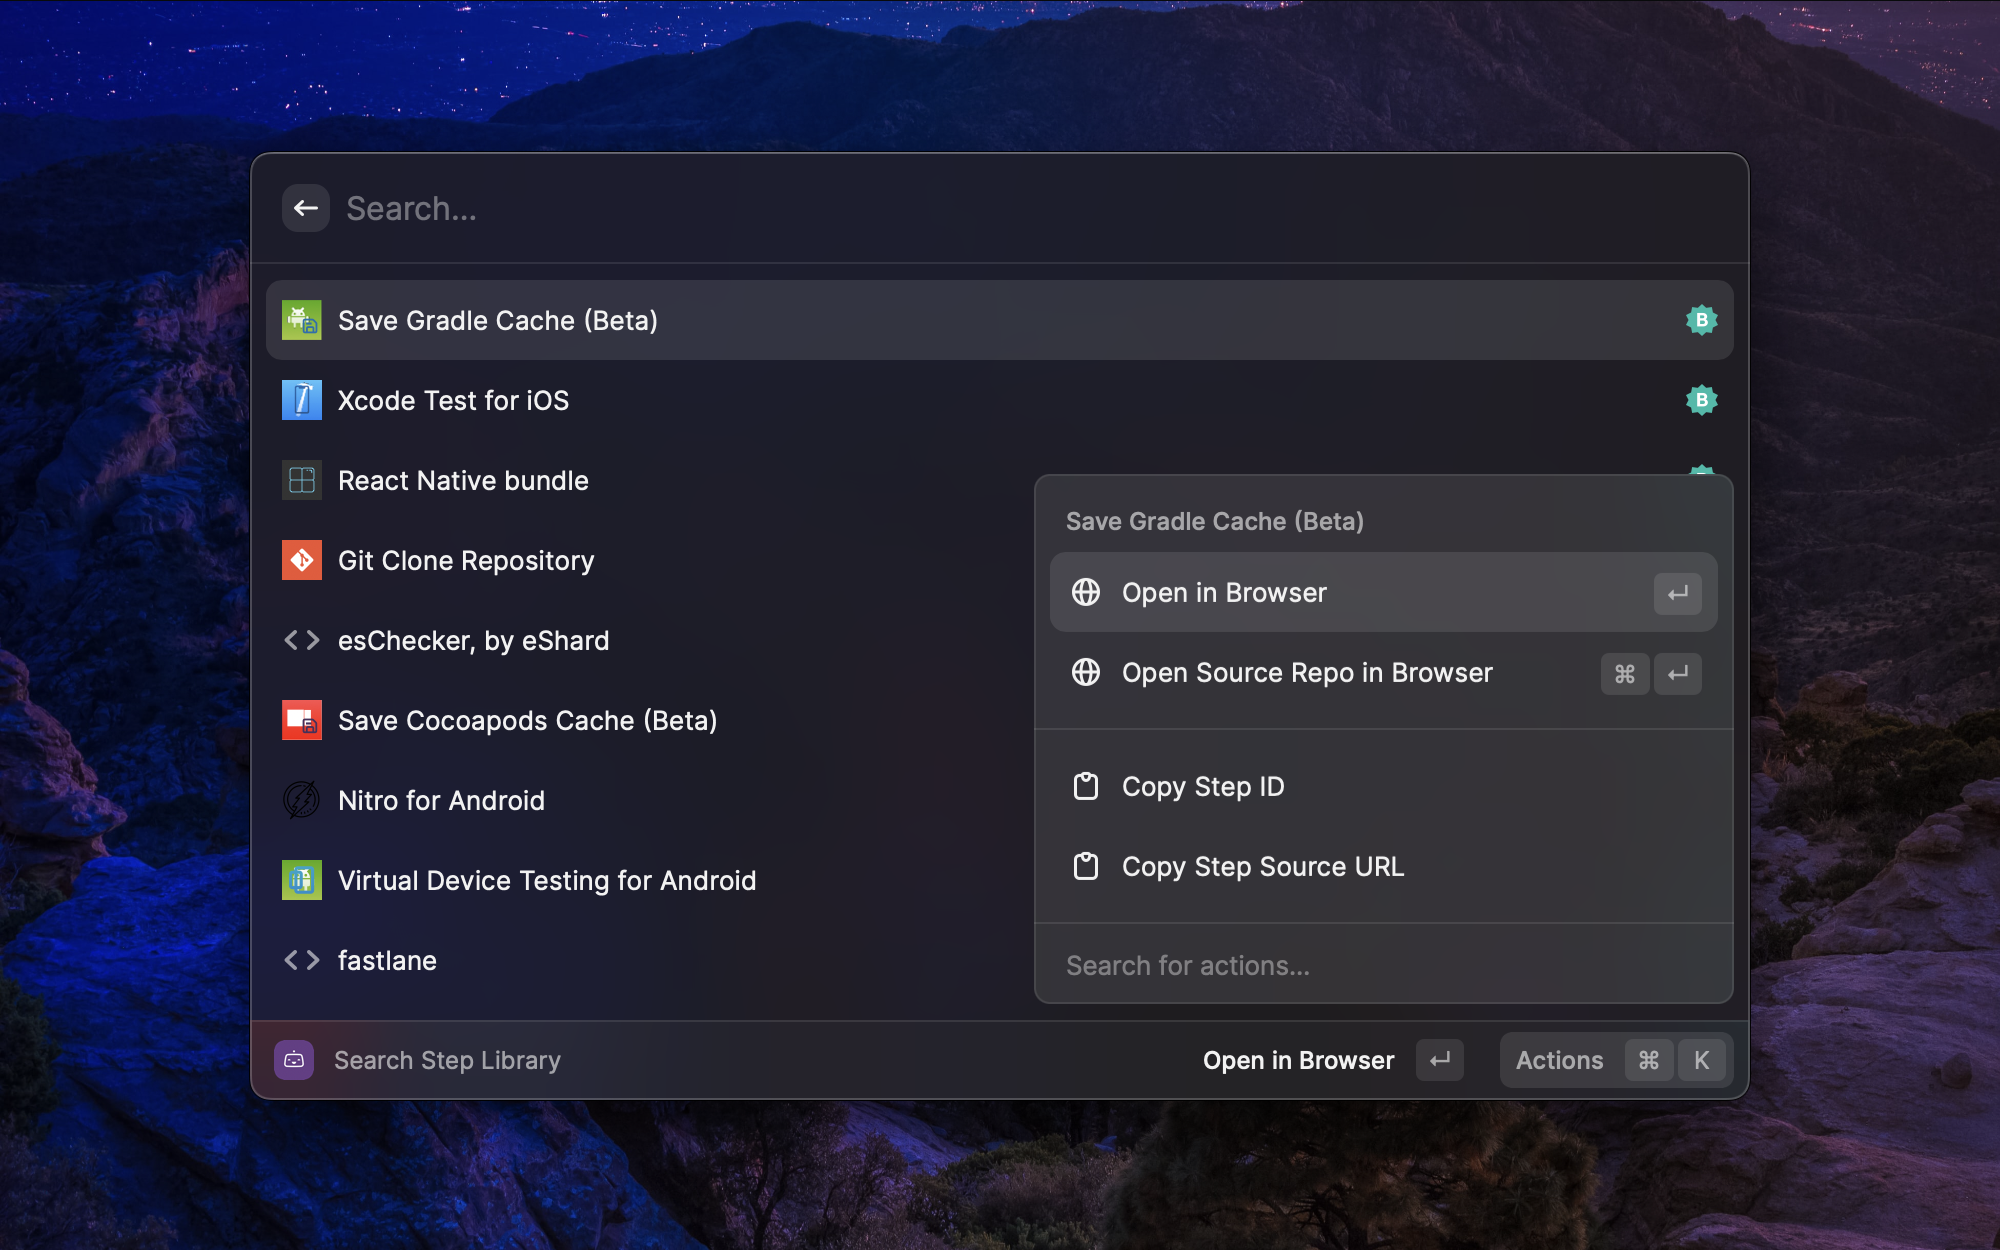 Search...
Save Gradle Cache (Beta)
B
Xcode Test for iOS
B
React Native bundle
Git Clone Repository
esChecker, by eShard
Save Cocoapods Cache (Beta)
Nitro for Android
Virtual Device Testing for Android
fastlane
Save Gradle Cache (Beta)
Open in Browser
Open Source Repo in Browser ⌘
Copy Step ID
Copy Step Source URL
Search for actions...
Search Step Library
Open in Browser
Actions ⌘ K